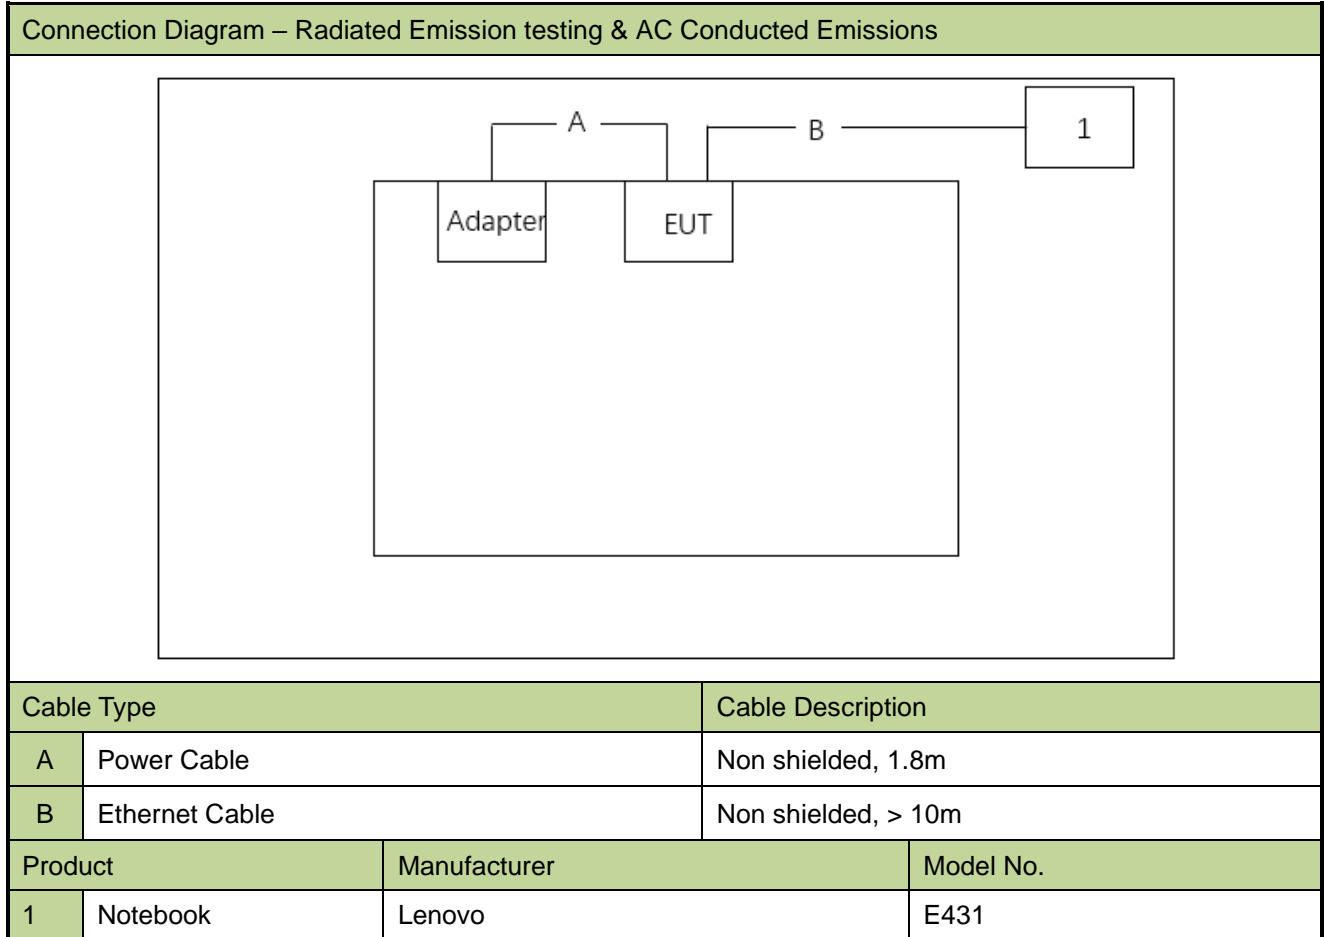 Connection Diagram – Radiated Emission testing & AC Conducted Emissions
A
B
1
Adapter
EUT
Cable Type Cable Description
A Power Cable Non shielded, 1.8m
B Ethernet Cable Non shielded, > 10m
Product Manufacturer Model No.
1 Notebook Lenovo E431